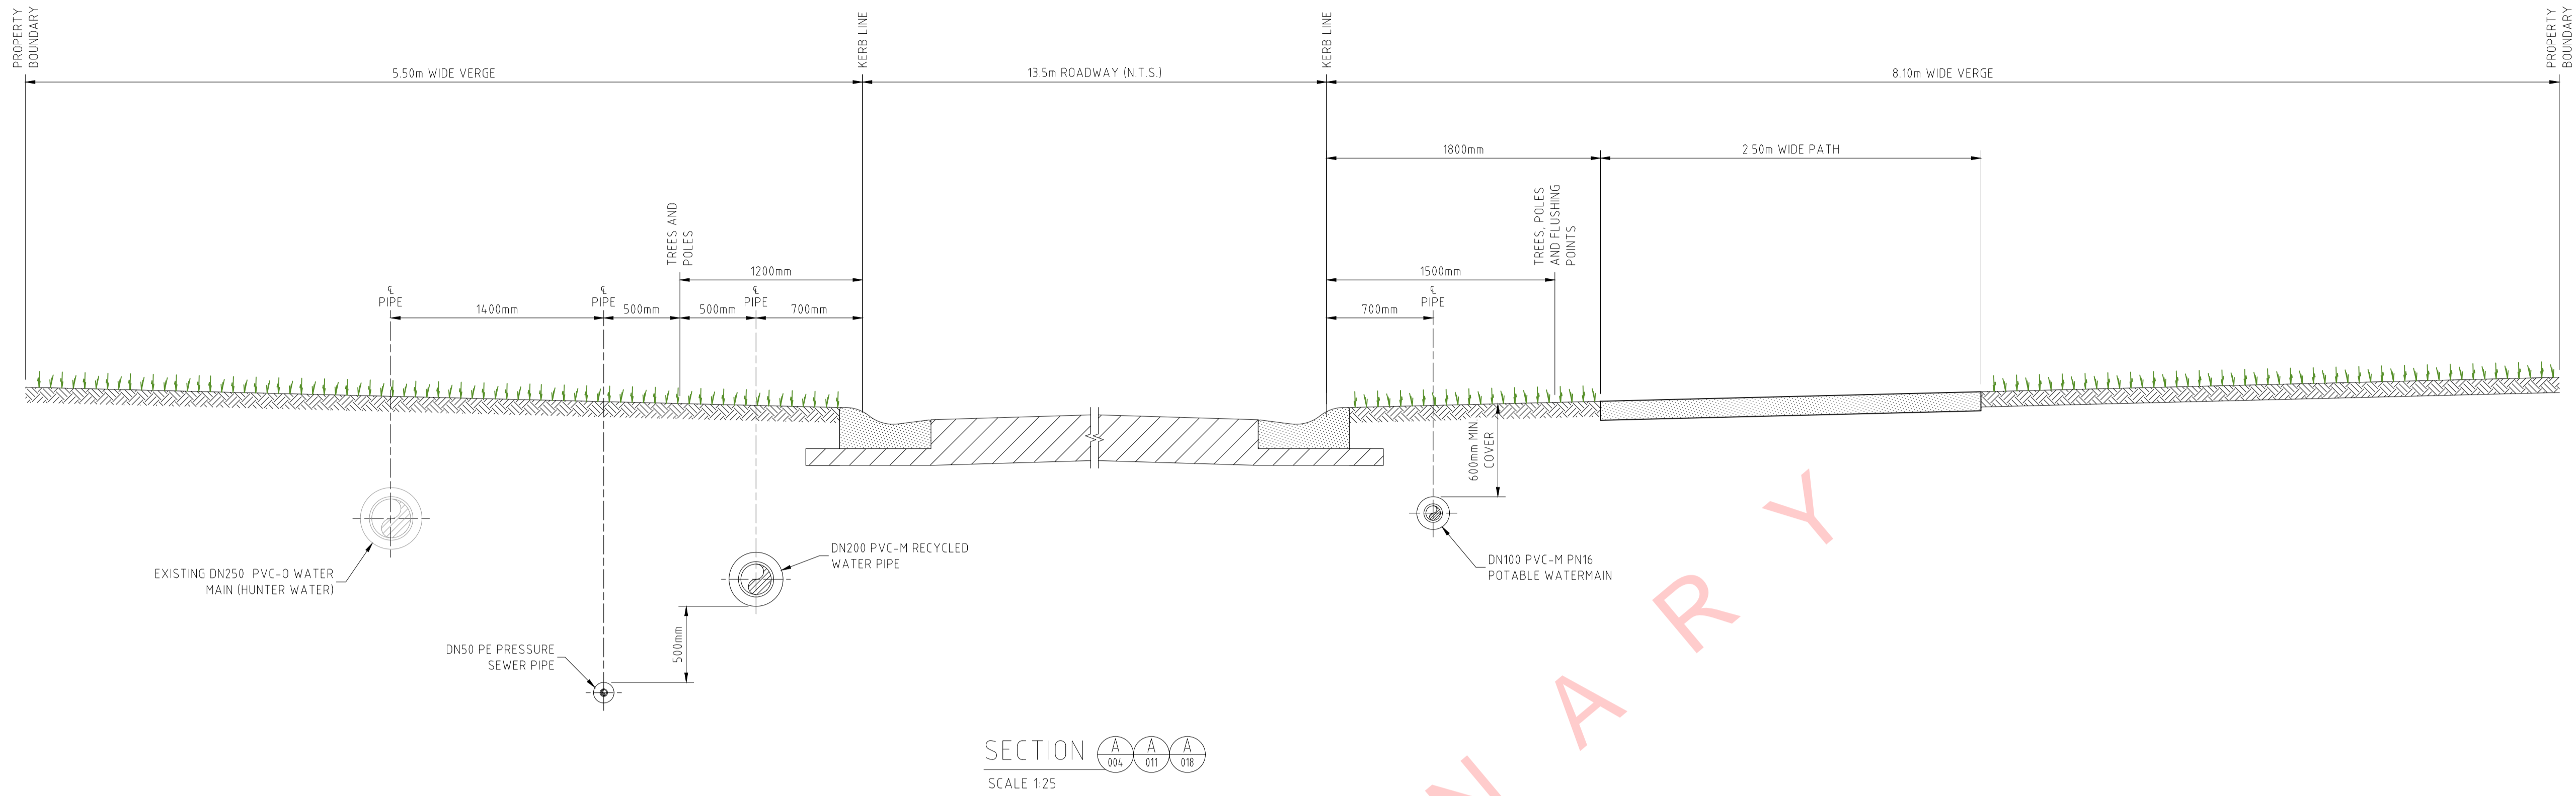 PROPERTY
BOUNDARY
KERB LINE
KERB LINE
PROPERTY
BOUNDARY
5.50m WIDE VERGE
13.5m ROADWAY (N.T.S.)
8.10m WIDE VERGE
1800mm
2.50m WIDE PATH
TREES AND
POLES
TREES, POLES
AND FLUSHING
POINTS
1200mm
1500mm
℄
PIPE
℄
PIPE
℄
PIPE
℄
PIPE
1400mm
500mm
500mm
700mm
700mm
600mm MIN.
COVER
EXISTING DN250 PVC-O WATER
MAIN (HUNTER WATER)
DN200 PVC-M RECYCLED
WATER PIPE
DN100 PVC-M PN16
POTABLE WATERMAIN
500mm
DN50 PE PRESSURE
SEWER PIPE
SECTION
A
004
A
011
A
018
SCALE 1:25
N A R Y